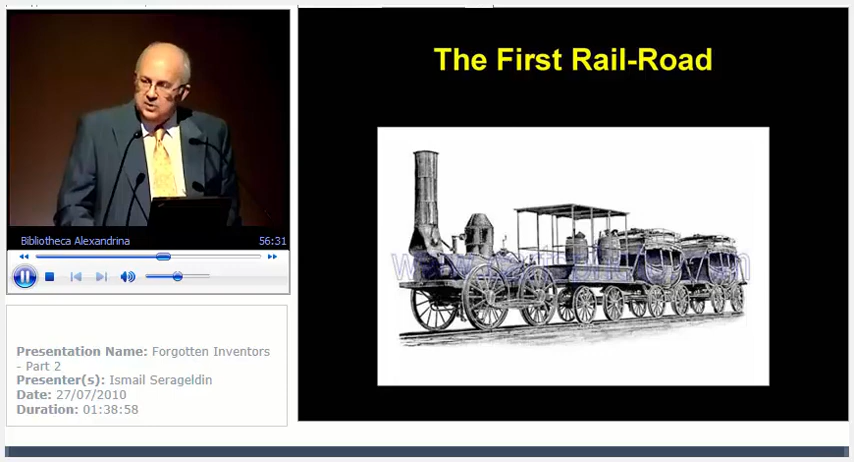 The First Rail-Road
Bibliotheca Alexandrina 56:31
Presentation Name: Forgotten Inventors
- Part 2
Presenter(s): Ismail Serageldin
Date: 27/07/2010
Duration: 01:38:58